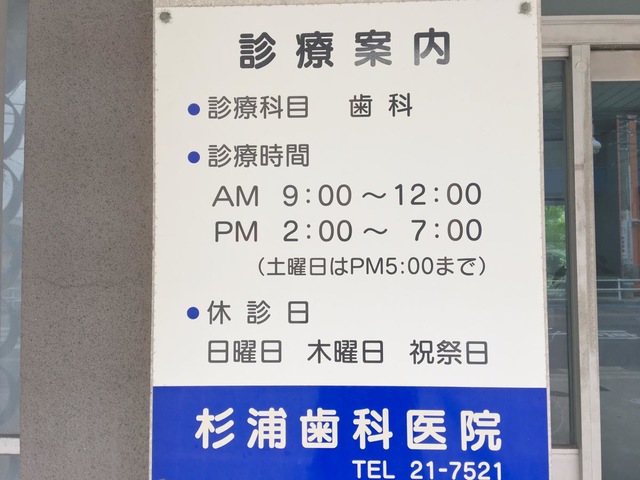 診療案内
●診療科目 歯科
●診療時間
AM 9:00～12:00
PM 2:00～ 7:00
（土曜日はPM5:00まで）
●休診日
日曜日 木曜日 祝祭日
杉浦歯科医院
TEL 21-7521